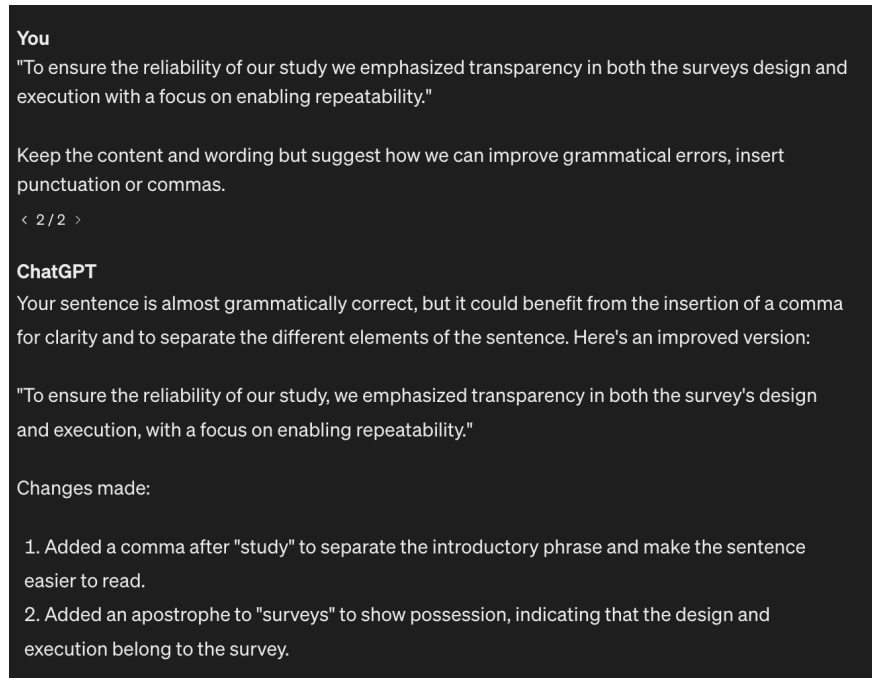 You
"To ensure the reliability of our study we emphasized transparency in both the surveys design and
execution with a focus on enabling repeatability."
Keep the content and wording but suggest how we can improve grammatical errors, insert
punctuation or commas.
< 2 / 2 >
ChatGPT
Your sentence is almost grammatically correct, but it could benefit from the insertion of a comma
for clarity and to separate the different elements of the sentence. Here's an improved version:
"To ensure the reliability of our study, we emphasized transparency in both the survey's design
and execution, with a focus on enabling repeatability."
Changes made:
1. Added a comma after "study" to separate the introductory phrase and make the sentence
easier to read.
2. Added an apostrophe to "surveys" to show possession, indicating that the design and
execution belong to the survey.